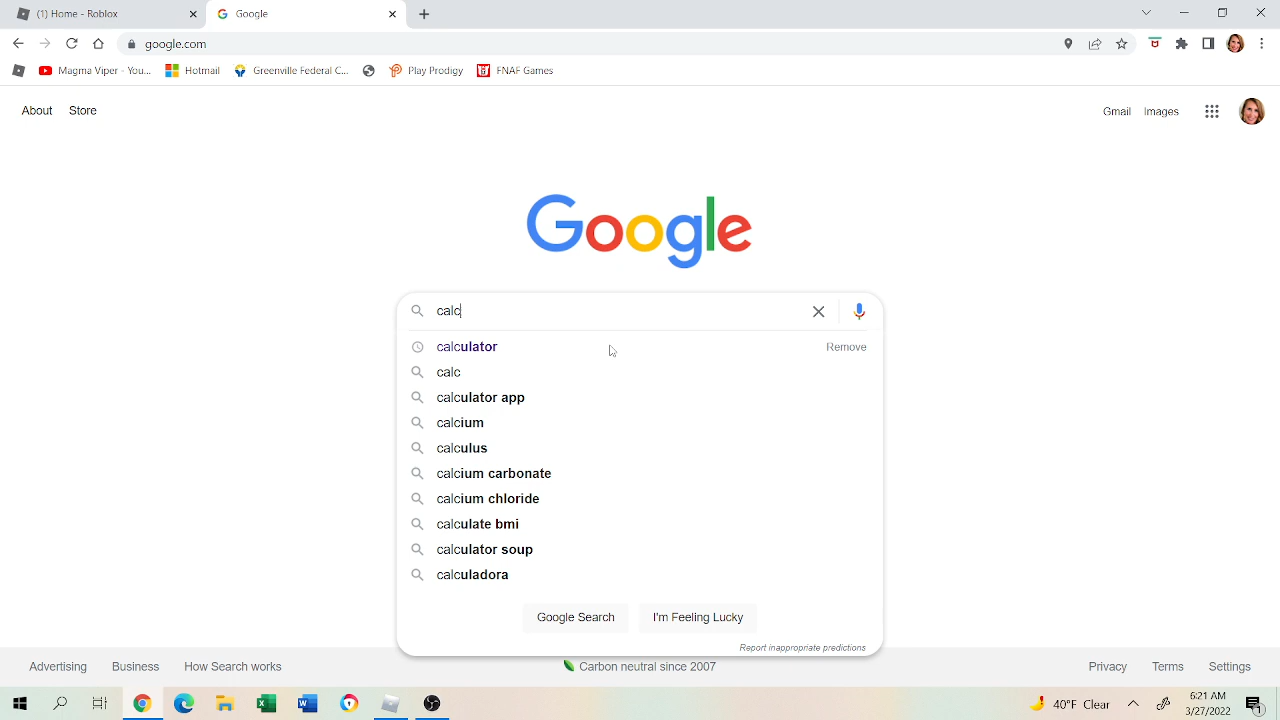 (1) Home - Roblox
Google
google.com
Magma Viper - You...
Hotmail
Greenville Federal C...
Play Prodigy
FNAF Games
About
Store
Gmail
Images
Google
calc
calculator
Remove
calc
calculator app
calcium
calculus
calcium carbonate
calcium chloride
calculate bmi
calculator soup
calculadora
Google Search
I'm Feeling Lucky
Report inappropriate predictions
Advertising
Business
How Search works
Carbon neutral since 2007
Privacy
Terms
Settings
40°F Clear
6:21 AM
3/27/2022
1